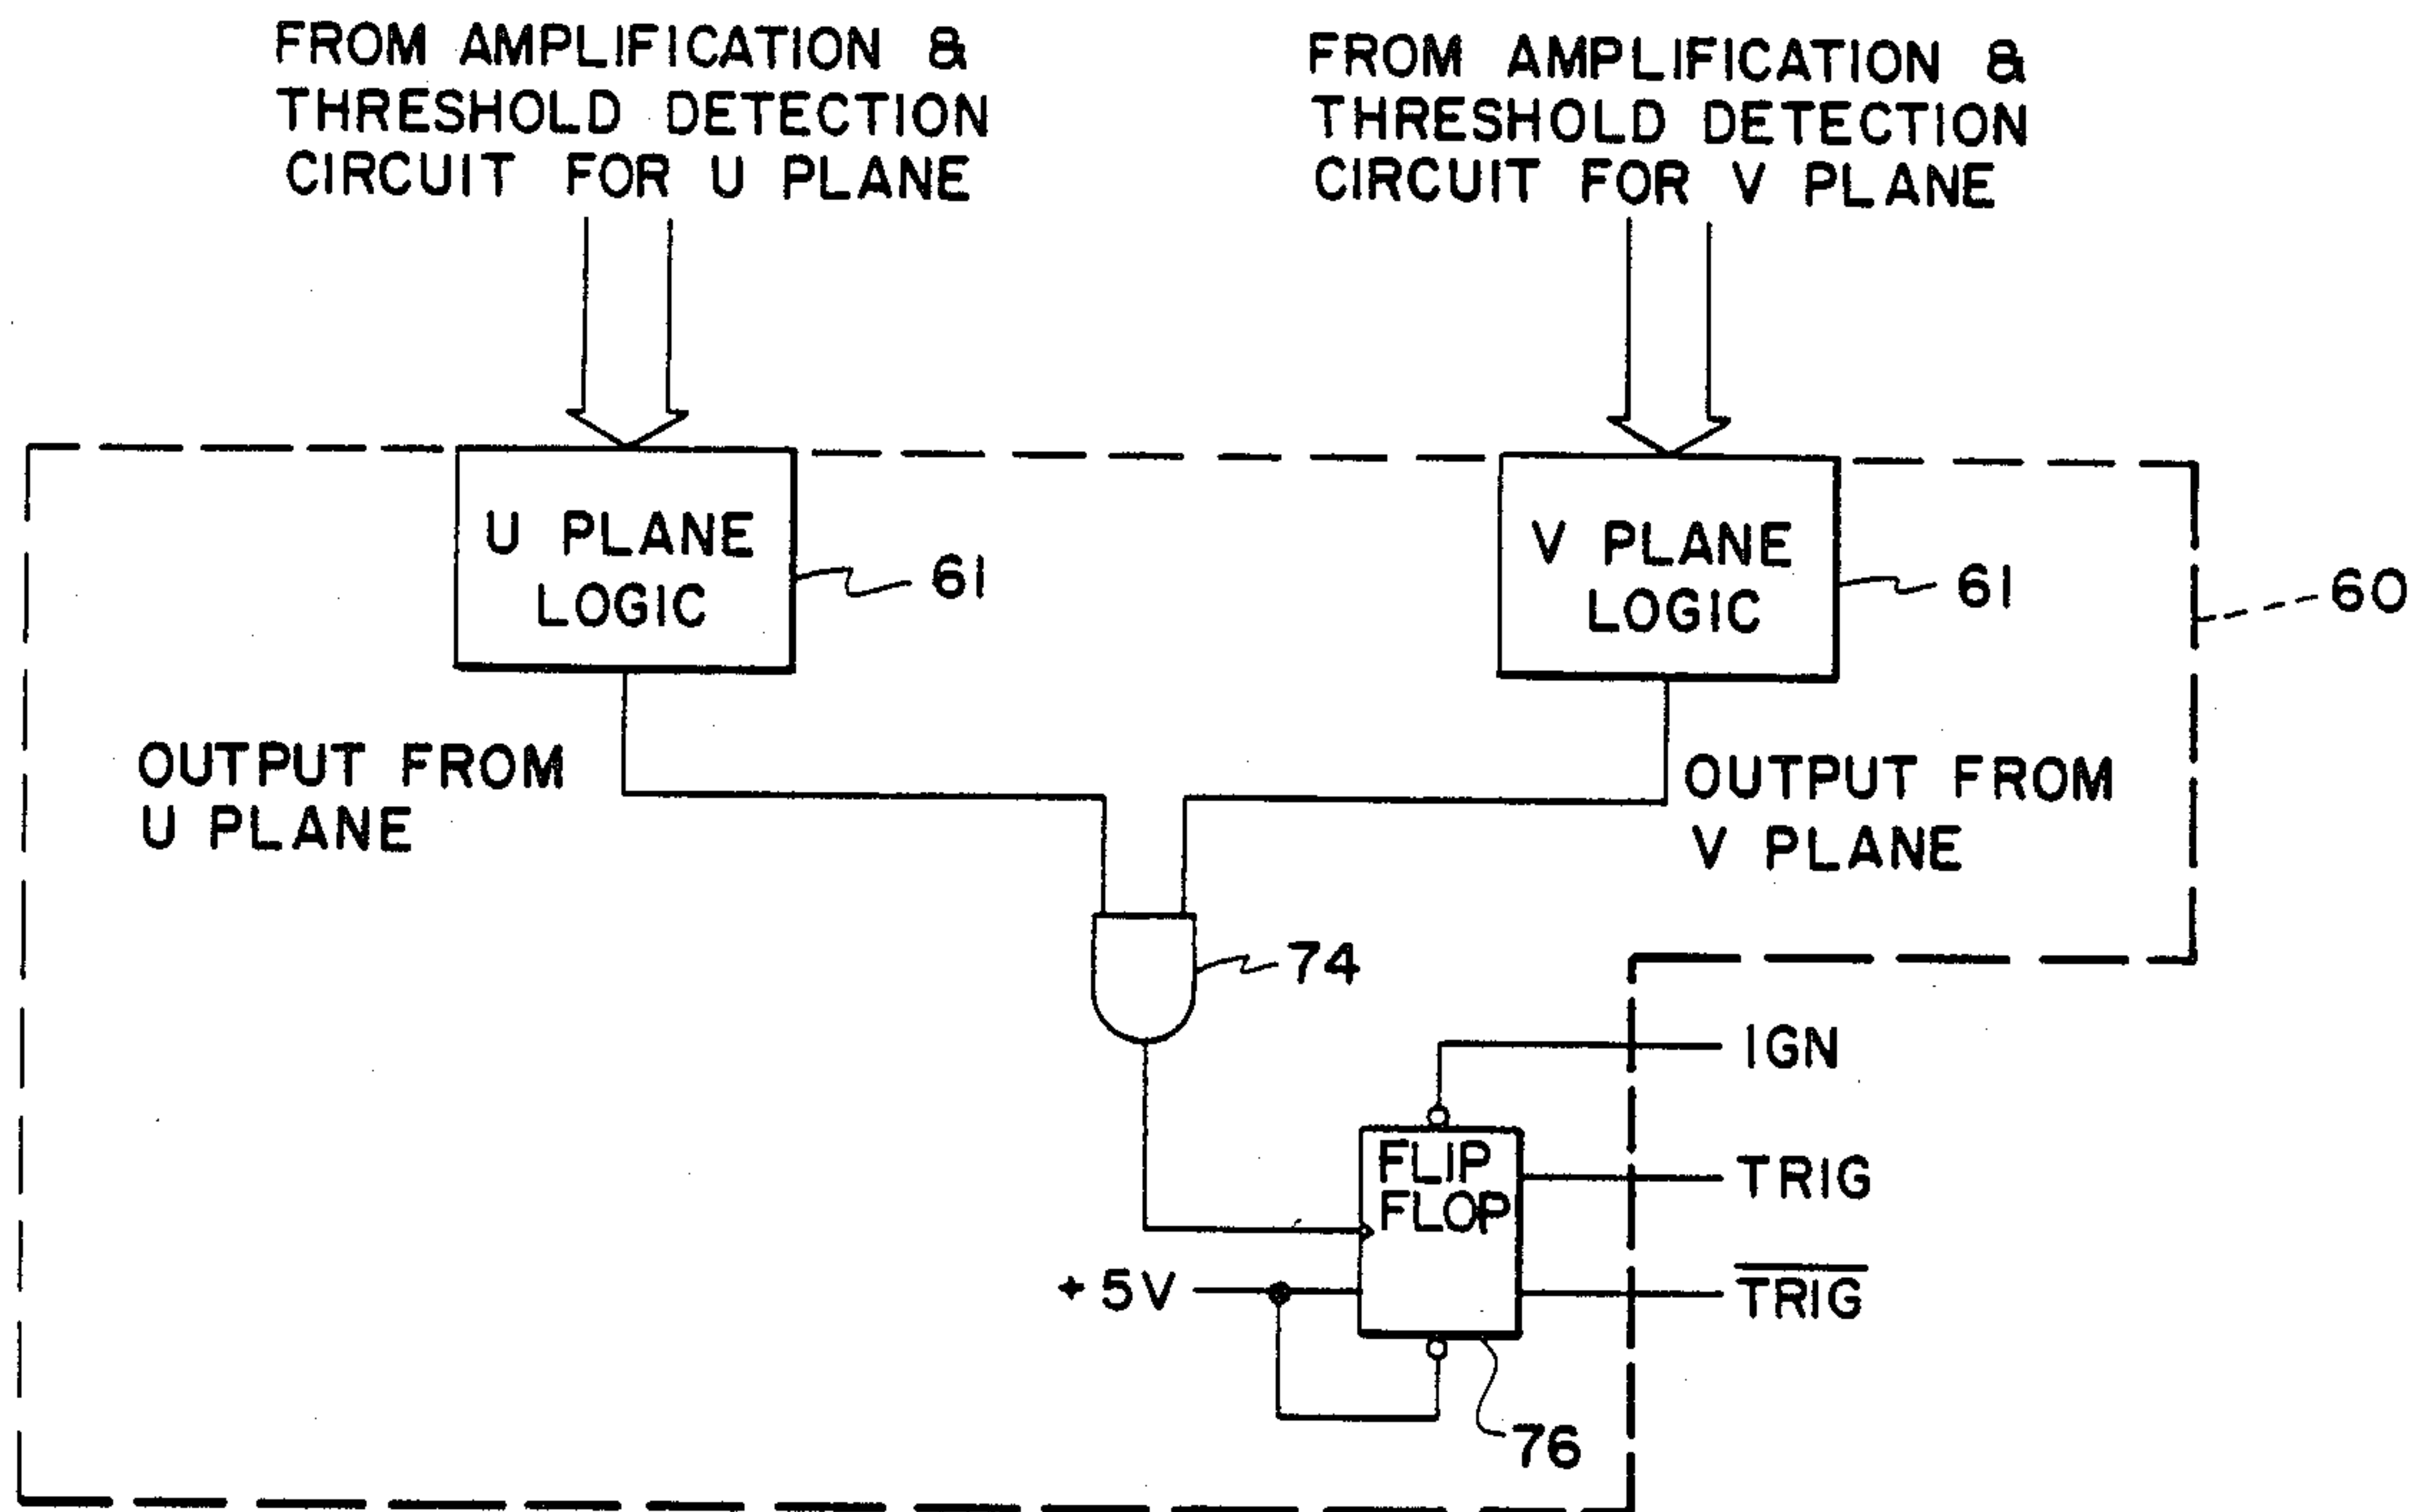 FROM AMPLIFICATION &
THRESHOLD DETECTION
CIRCUIT FOR U PLANE
FROM AMPLIFICATION &
THRESHOLD DETECTION
CIRCUIT FOR V PLANE
U PLANE
LOGIC
61
V PLANE
LOGIC
61
60
OUTPUT FROM
U PLANE
OUTPUT FROM
V PLANE
74
IGN
FLIP
FLOP
TRIG
+5V
T̅R̅I̅G̅
76